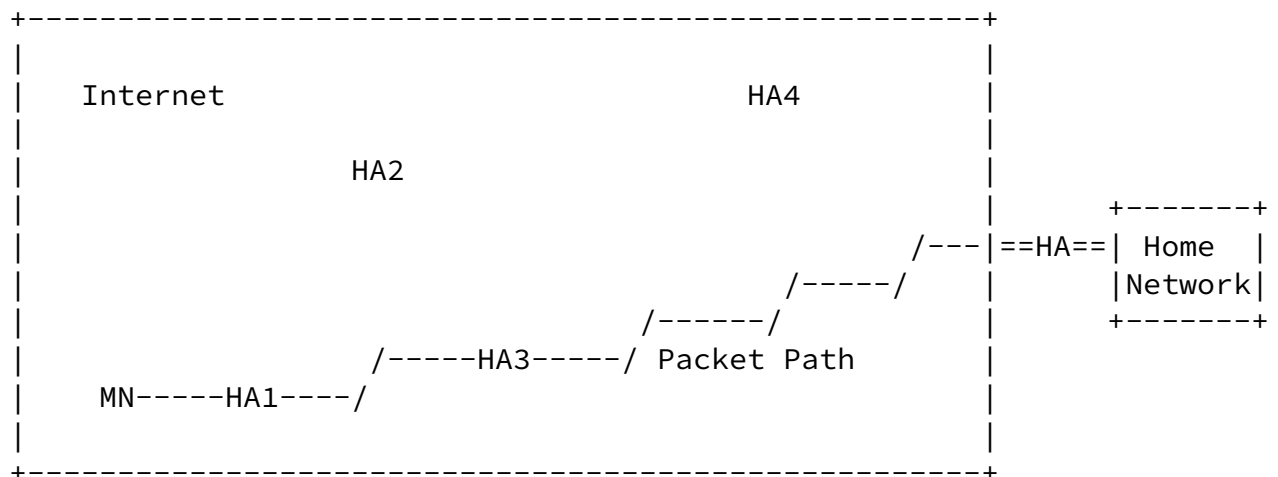 Internet HA4
HA2
==HA== Home
Network
/-----HA3-----/ Packet Path
MN-----HA1----/